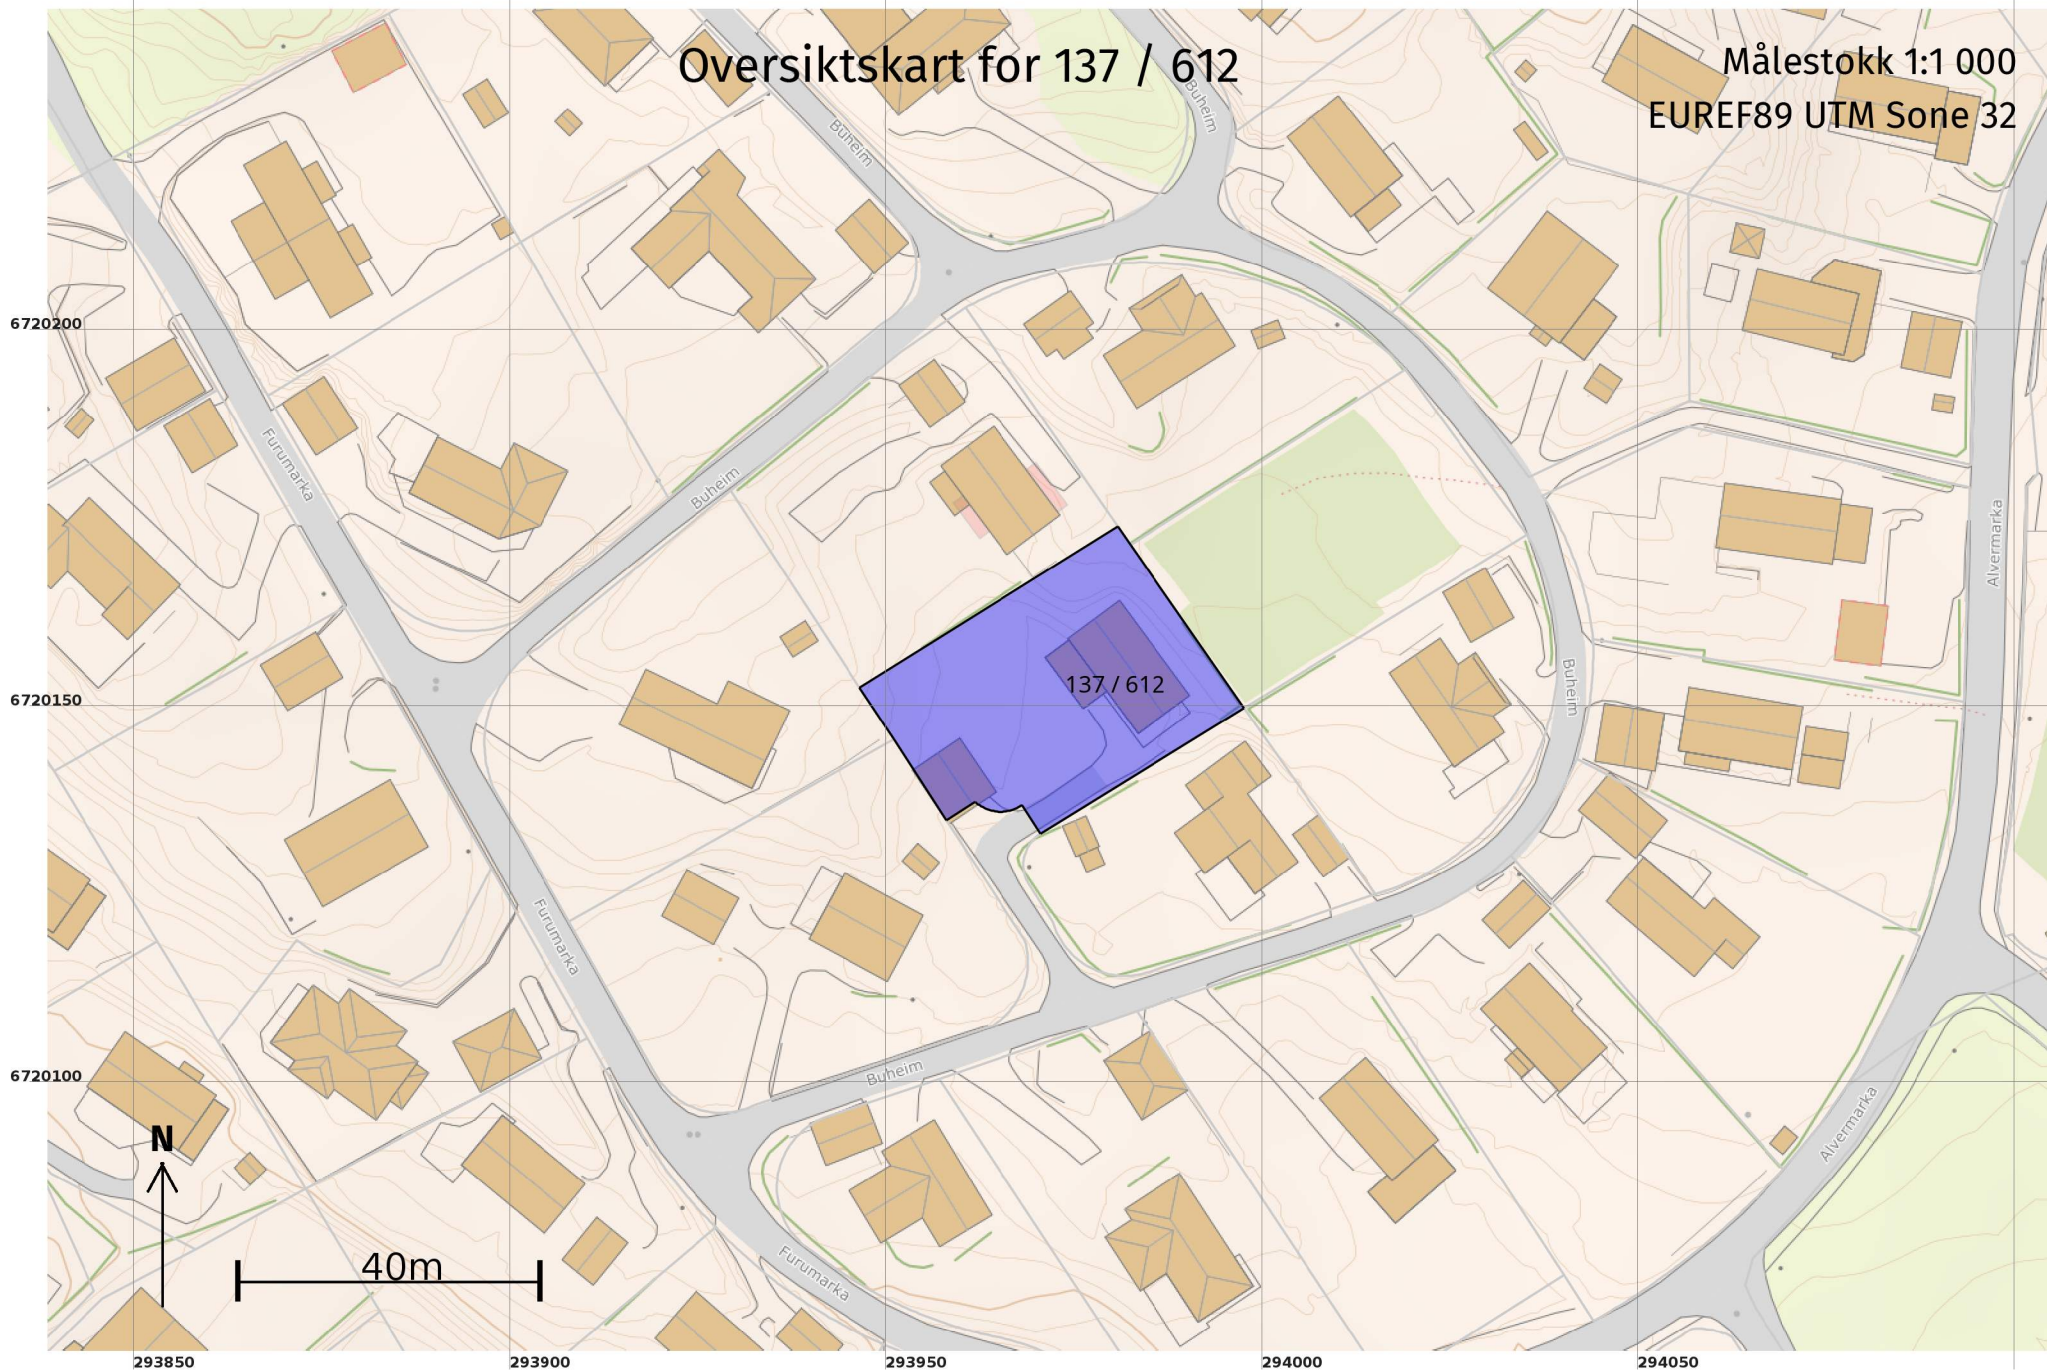 Oversiktskart for 137 / 612
Målestokk 1:1 000
EUREF89 UTM Sone 32
Buheim
Buheim
6720200
Furumarka
Buheim
Alvermarka
Buheim
137 / 612
6720150
Furumarka
6720100
Buheim
Alvermarka
N
40m
Furumarka
293850
293900
293950
294000
294050